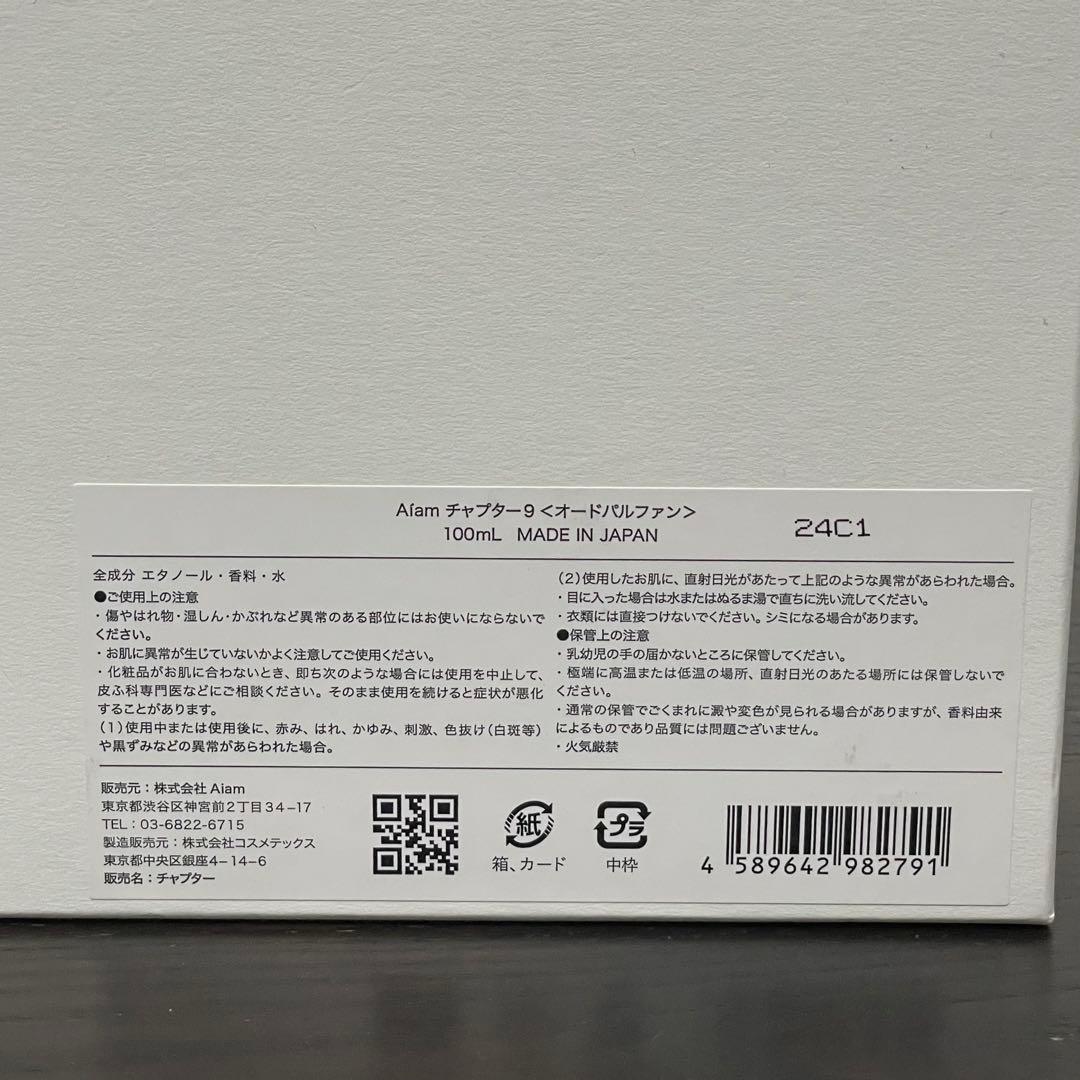 Aíam チャプター9 <オードパルファン>
100mL MADE IN JAPAN
24C1
全成分 エタノール・香料・水
●ご使用上の注意
・傷やはれ物・湿しん・かぶれなど異常のある部位にはお使いにならないで
ください。
・お肌に異常が生じていないかよく注意してご使用ください。
・化粧品がお肌に合わないとき、即ち次のような場合には使用を中止して、
皮ふ科専門医などにご相談ください。そのまま使用を続けると症状が悪化
することがあります。
(1)使用中または使用後に、赤み、はれ、かゆみ、刺激、色抜け(白斑等)
や黒ずみなどの異常があらわれた場合。
(2)使用したお肌に、直射日光があたって上記のような異常があらわれた場合。
・目に入った場合は水またはぬるま湯で直ちに洗い流してください。
・衣類には直接つけないでください。シミになる場合があります。
●保管上の注意
・乳幼児の手の届かないところに保管してください。
・極端に高温または低温の場所、直射日光のあたる場所には保管しないで
ください。
・通常の保管でごくまれに澱や変色が見られる場合がありますが、香料由来
によるものであり品質には問題ございません。
・火気厳禁
販売元：株式会社 Aiam
東京都渋谷区神宮前2丁目34-17
TEL：03-6822-6715
製造販売元：株式会社コスメテックス
東京都中央区銀座4-14-6
販売名：チャプター
紙
箱、カード
プラ
中枠
4 589642 982791